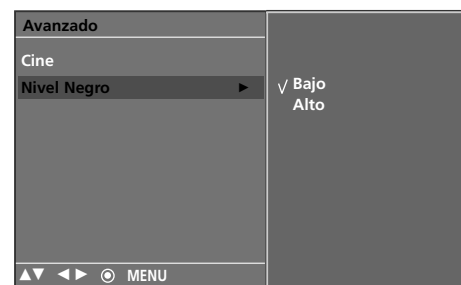 Avanzado
Cine
Nivel Negro ►
√ Bajo
Alto
▲▼ ◄► ◉ MENU